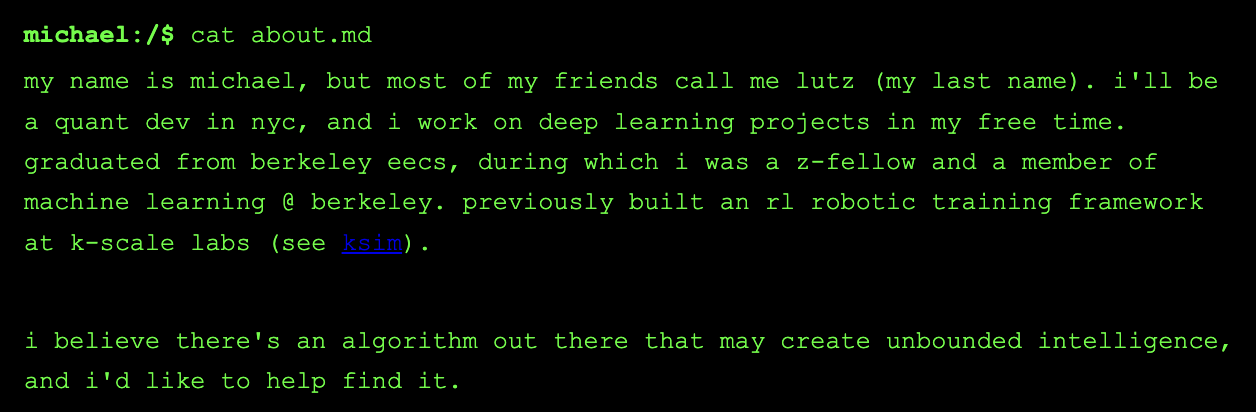 michael:/$ cat about.md
my name is michael, but most of my friends call me lutz (my last name). i'll be
a quant dev in nyc, and i work on deep learning projects in my free time.
graduated from berkeley eecs, during which i was a z-fellow and a member of
machine learning @ berkeley. previously built an rl robotic training framework
at k-scale labs (see ksim).
i believe there's an algorithm out there that may create unbounded intelligence,
and i'd like to help find it.